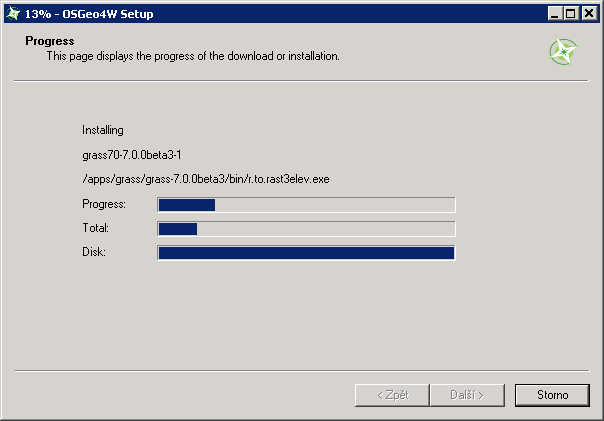 13% - OSGeo4W Setup
Progress
This page displays the progress of the download or installation.
Installing
grass70-7.0.0beta3-1
/apps/grass/grass-7.0.0beta3/bin/r.to.rast3elev.exe
Progress:
Total:
Disk:
< Zpět
Další >
Storno